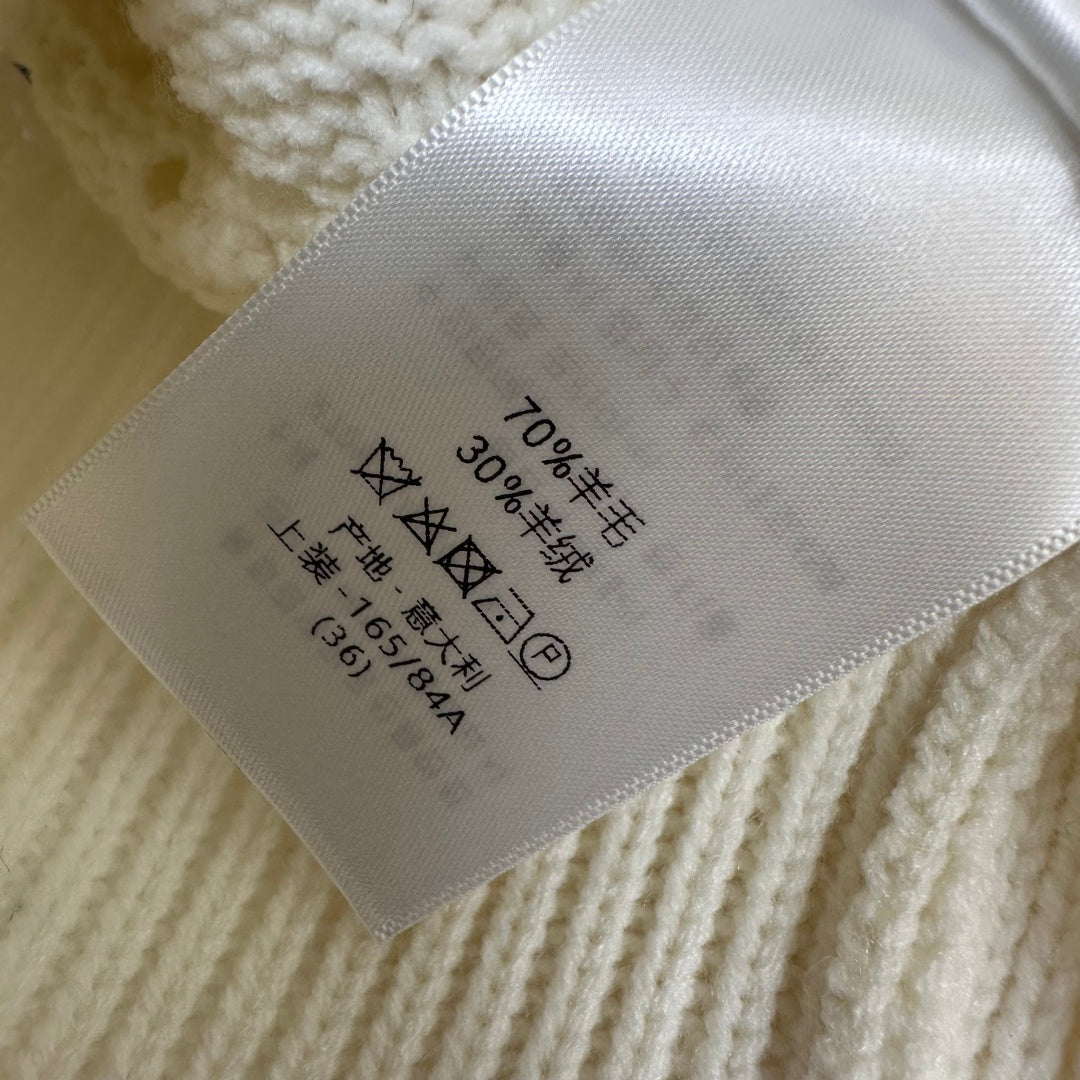 70%羊毛
30%羊绒
P
产地 - 意大利
上装 -165/84A
(36)